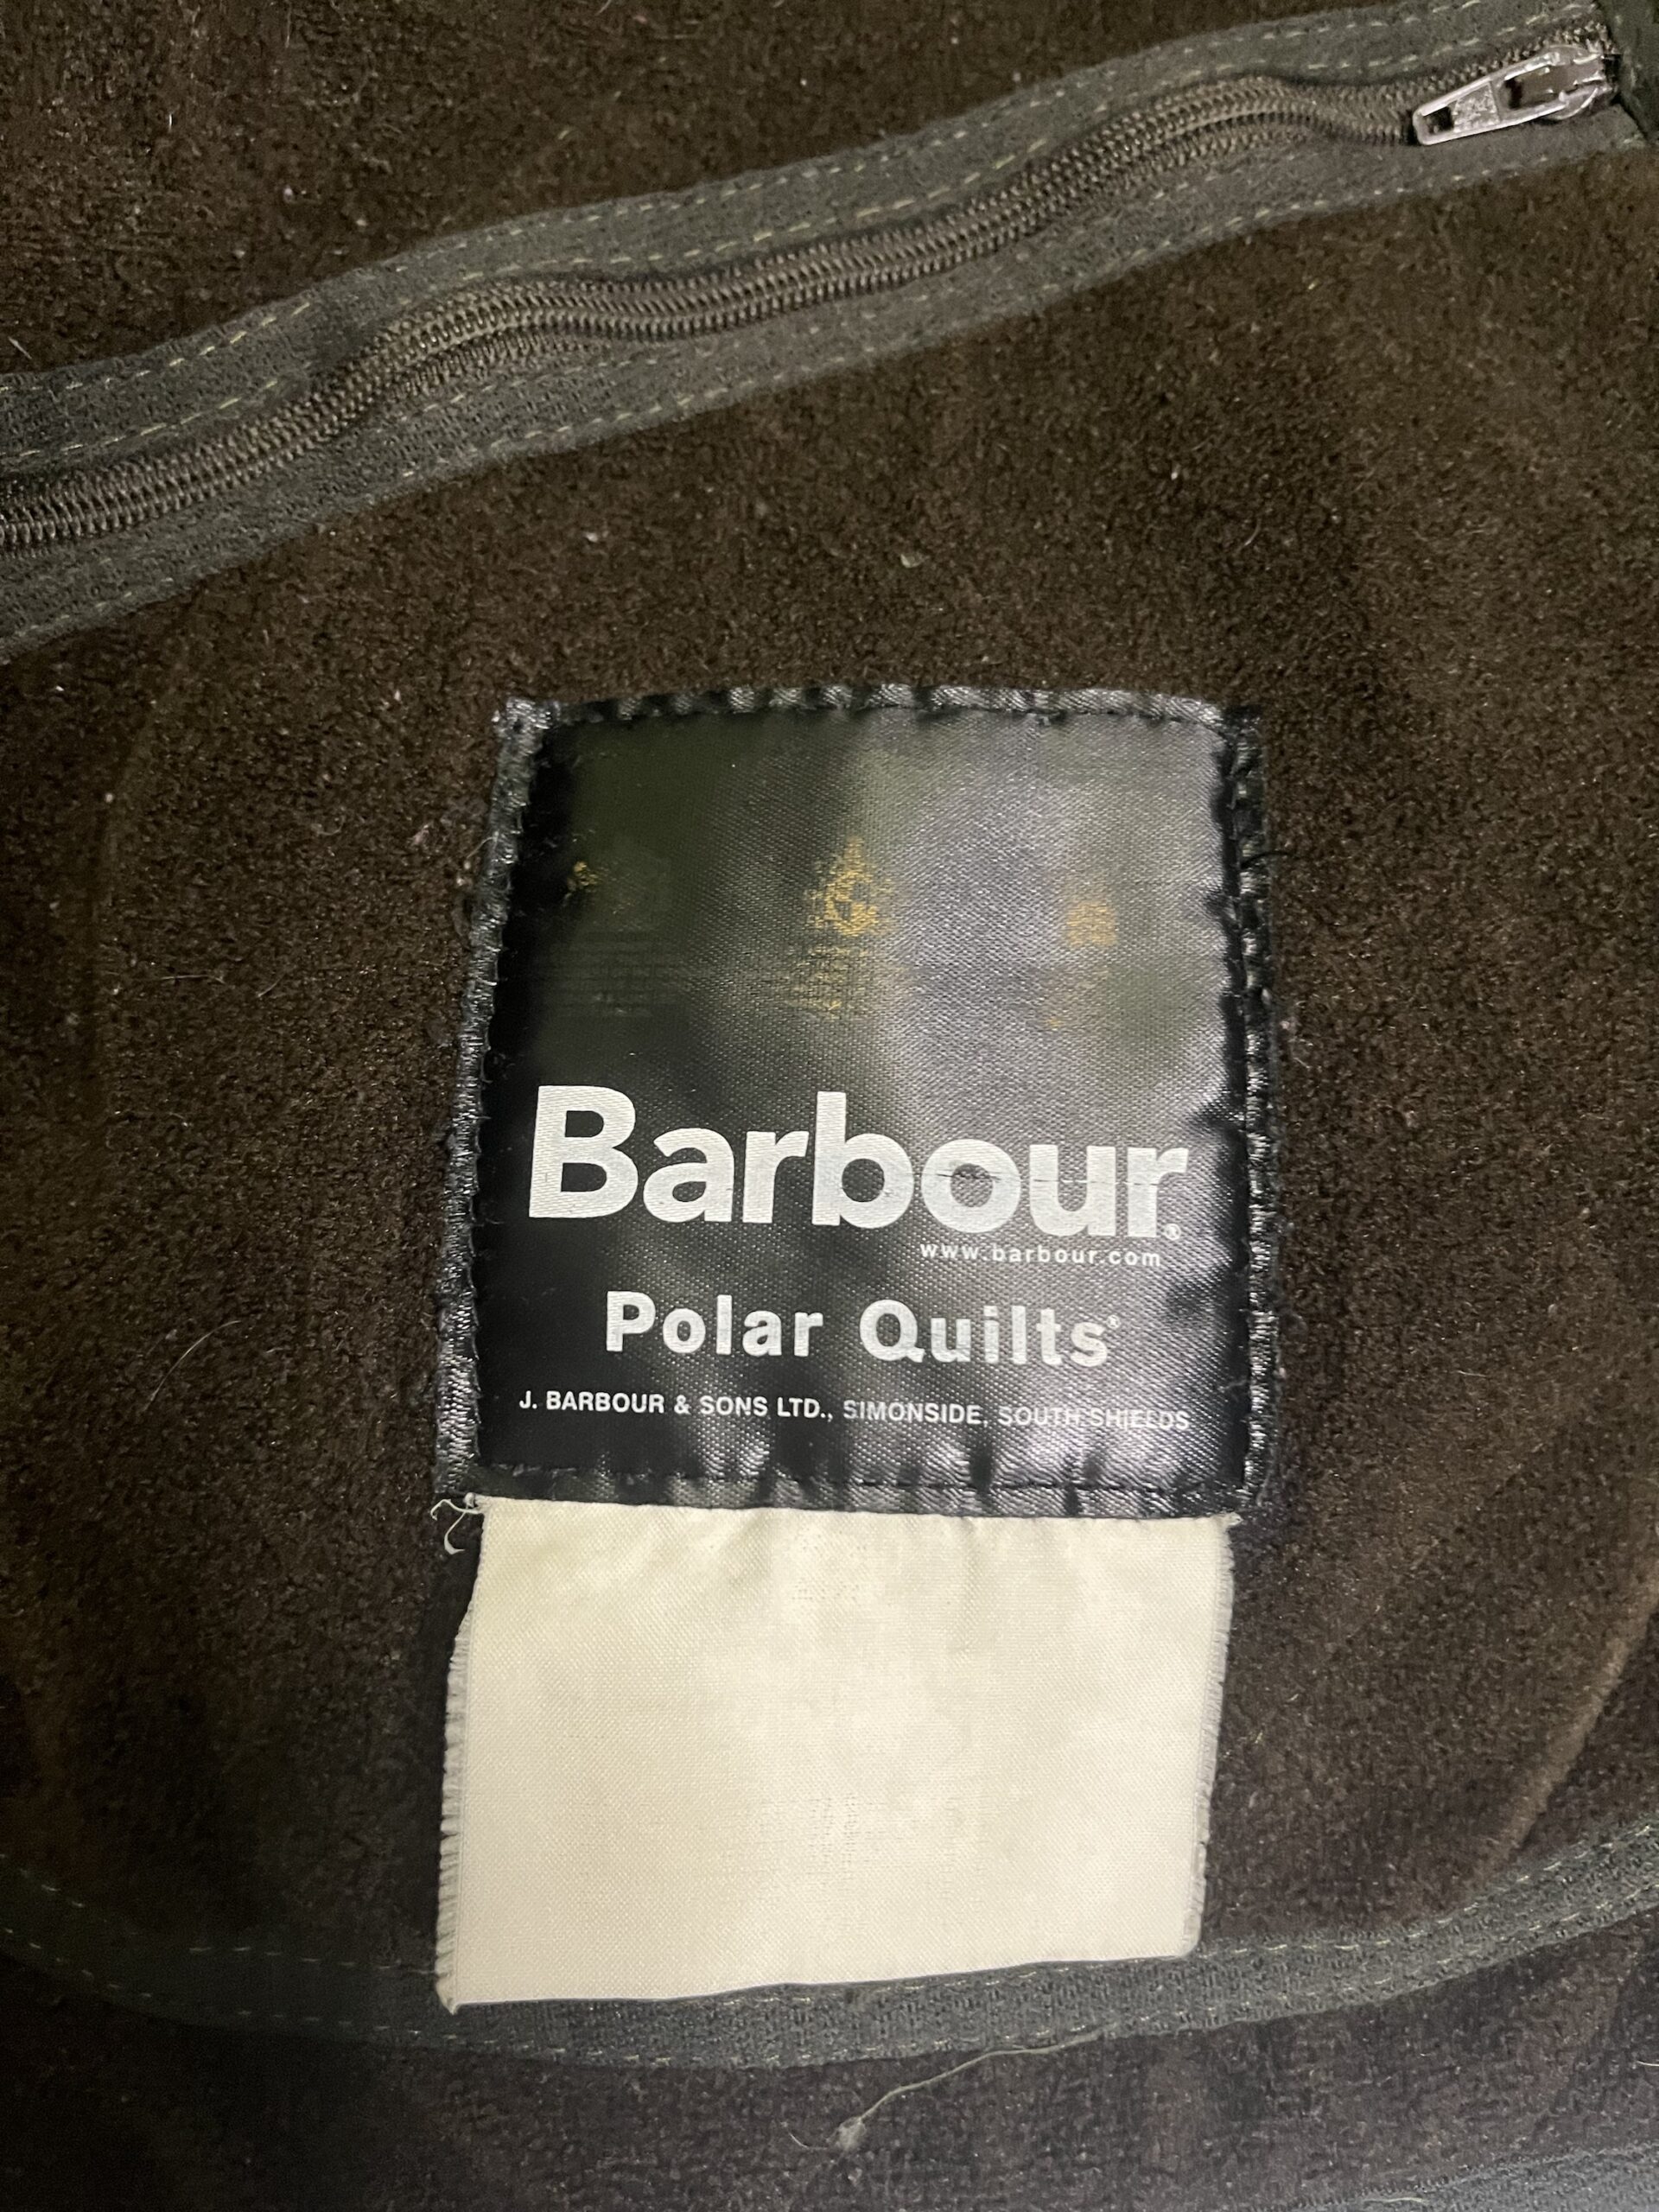 Barbour®
www.barbour.com
Polar Quilts®
J. BARBOUR & SONS LTD., SIMONSIDE, SOUTH SHIELDS